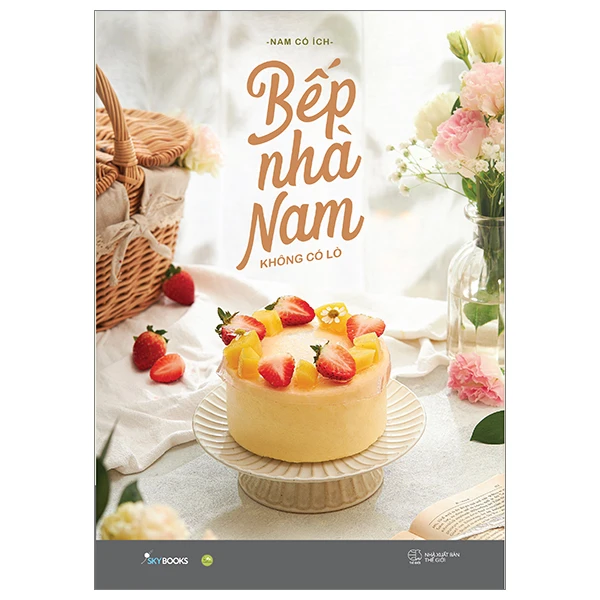 -NAM CÓ ÍCH-
Bếp
nhà
Nam
KHÔNG CÓ LÒ
SKYBOOKS
NHÀ XUẤT BẢN
THẾ GIỚI